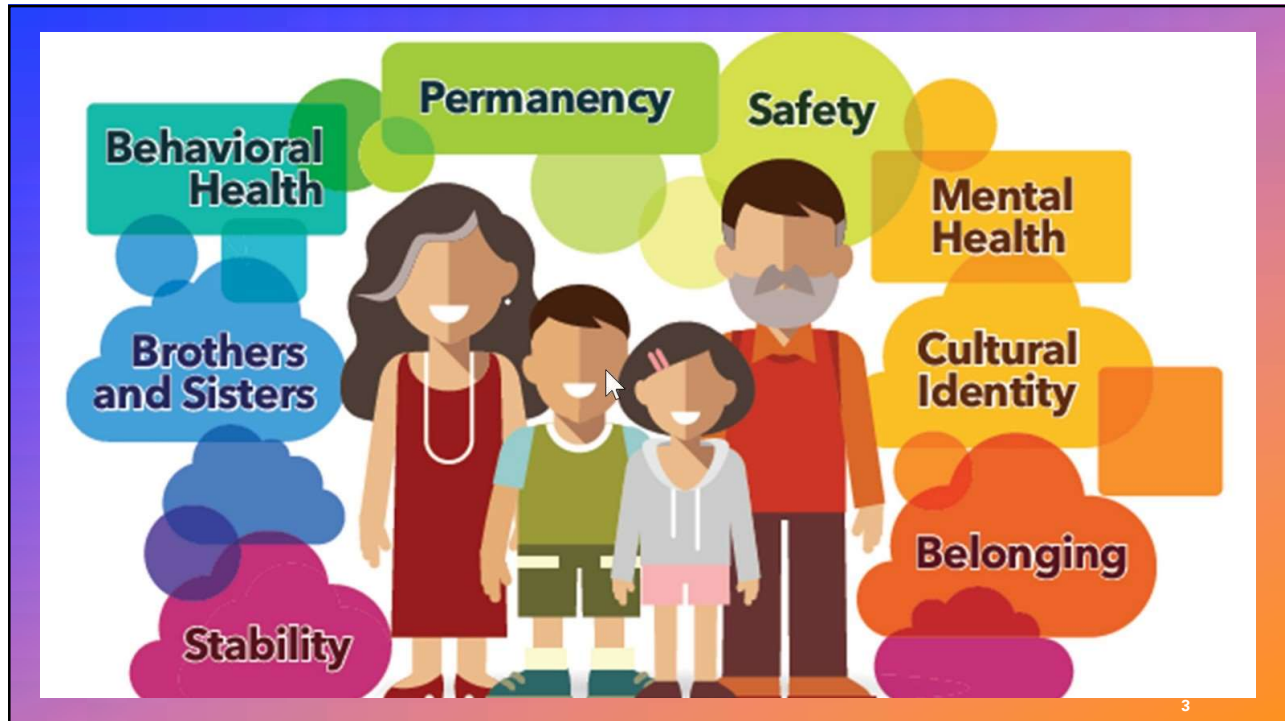 Permanency
Safety
Behavioral
Health
Mental
Health
Brothers
and Sisters
Cultural
Identity
Belonging
Stability
3